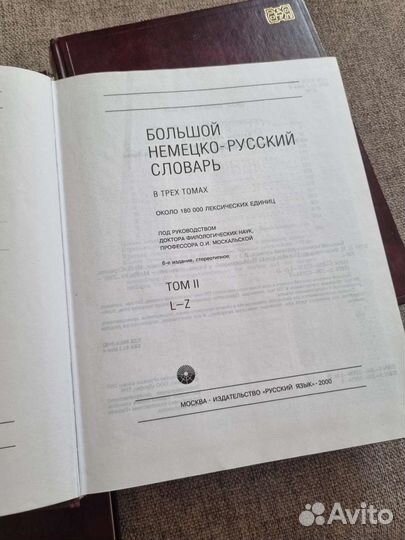 БОЛЬШОЙ
НЕМЕЦКО-РУССКИЙ
СЛОВАРЬ
В ТРЕХ ТОМАХ
ОКОЛО 180 000 ЛЕКСИЧЕСКИХ ЕДИНИЦ
ПОД РУКОВОДСТВОМ
ДОКТОРА ФИЛОЛОГИЧЕСКИХ НАУК,
ПРОФЕССОРА О.И. МОСКАЛЬСКОЙ
6-е издание, стереотипное
ТОМ II
L–Z
МОСКВА · ИЗДАТЕЛЬСТВО «РУССКИЙ ЯЗЫК» · 2000
Avito